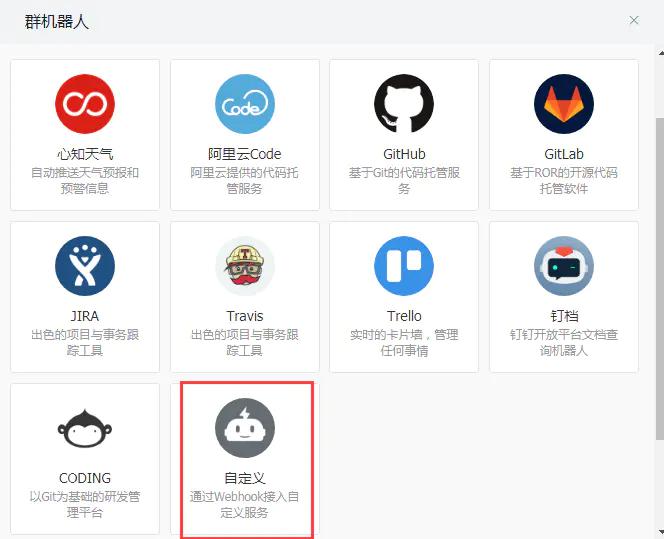 群机器人
心知天气
自动推送天气预报和
预警信息
Code
阿里云Code
阿里云提供的代码托
管服务
GitHub
基于Git的代码托管服
务
GitLab
基于ROR的开源代码
托管软件
JIRA
出色的项目与事务跟
踪工具
T
Travis
出色的项目与事务跟
踪工具
Trello
实时的卡片墙，管理
任何事情
钉档
钉钉开放平台文档查
询机器人
CODING
以Git为基础的研发管
理平台
自定义
通过Webhook接入自
定义服务